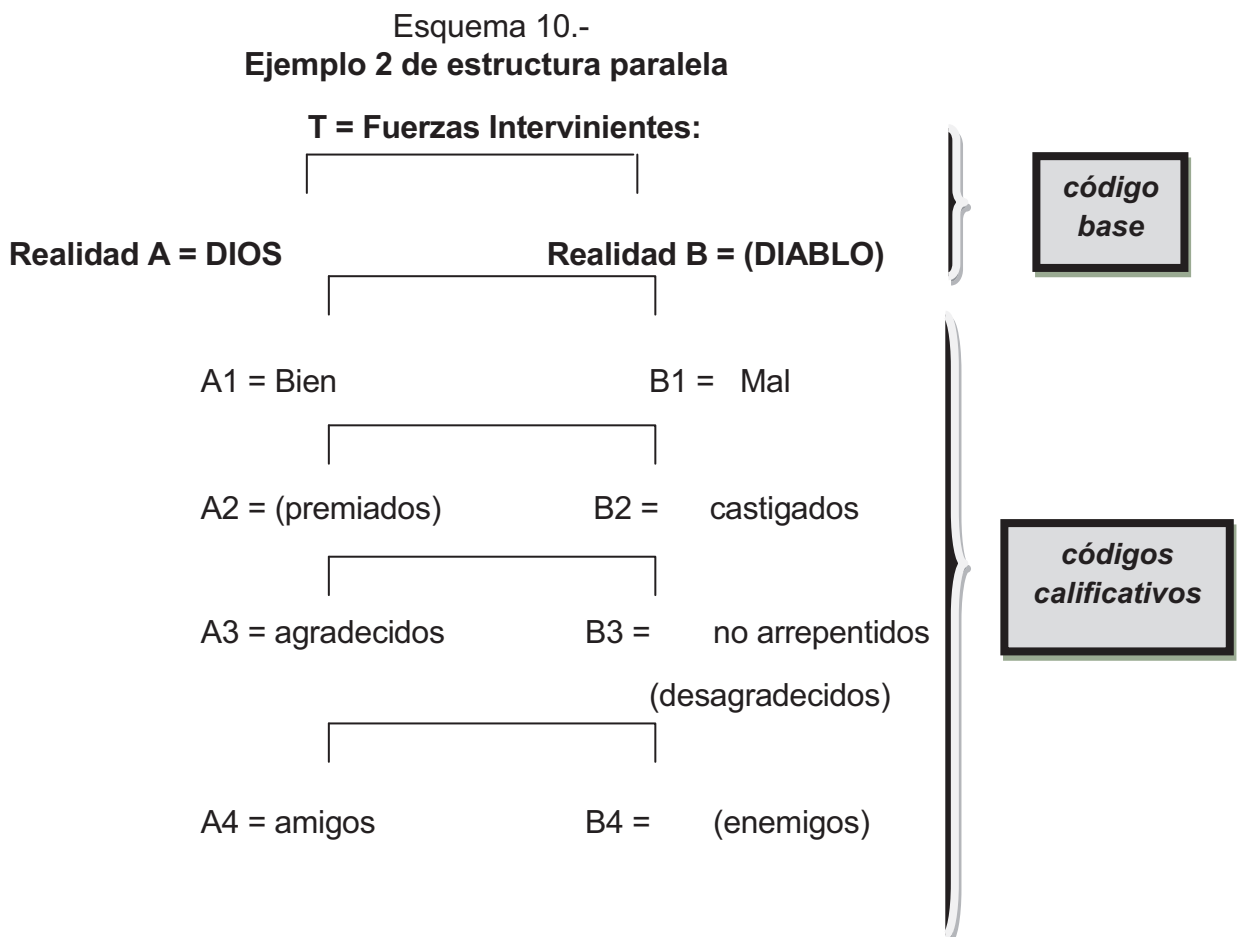 Esquema 10.-
Ejemplo 2 de estructura paralela
T = Fuerzas Intervinientes:
código
base
Realidad A = DIOS Realidad B = (DIABLO)
A1 = Bien B1 = Mal
A2 = (premiados) B2 = castigados
códigos
calificativos
A3 = agradecidos B3 = no arrepentidos
(desagradecidos)
A4 = amigos B4 = (enemigos)